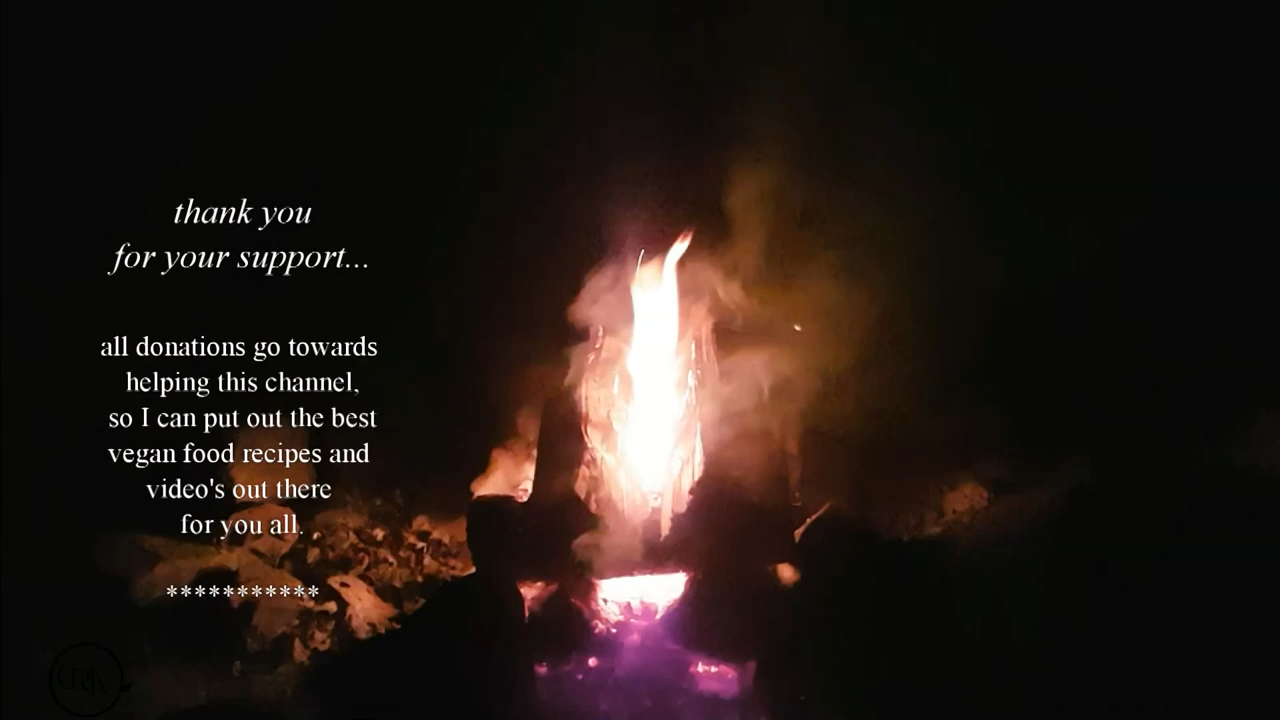 thank you
for your support...
all donations go towards
helping this channel,
so I can put out the best
vegan food recipes and
video's out there
for you all.
***********